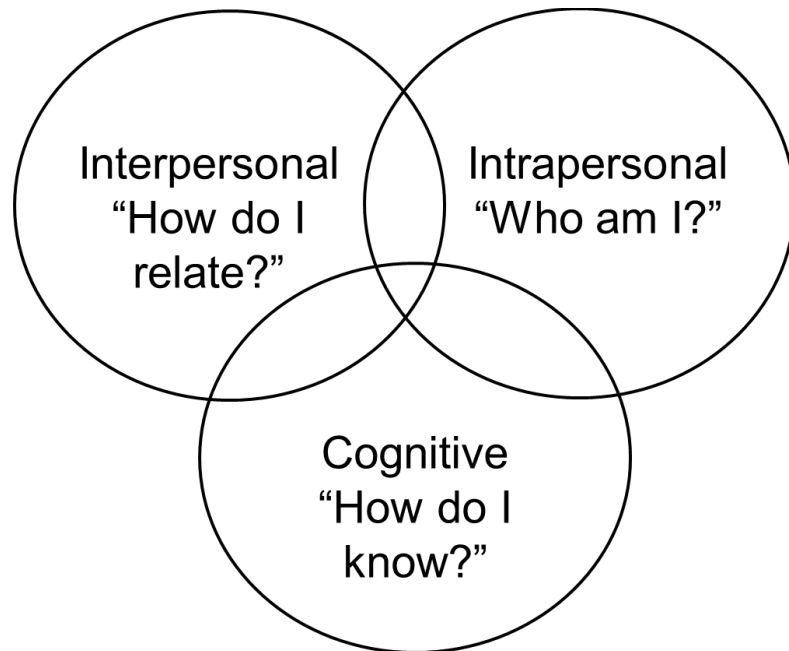 Interpersonal
“How do I
relate?”
Intrapersonal
“Who am I?”
Cognitive
“How do I
know?”